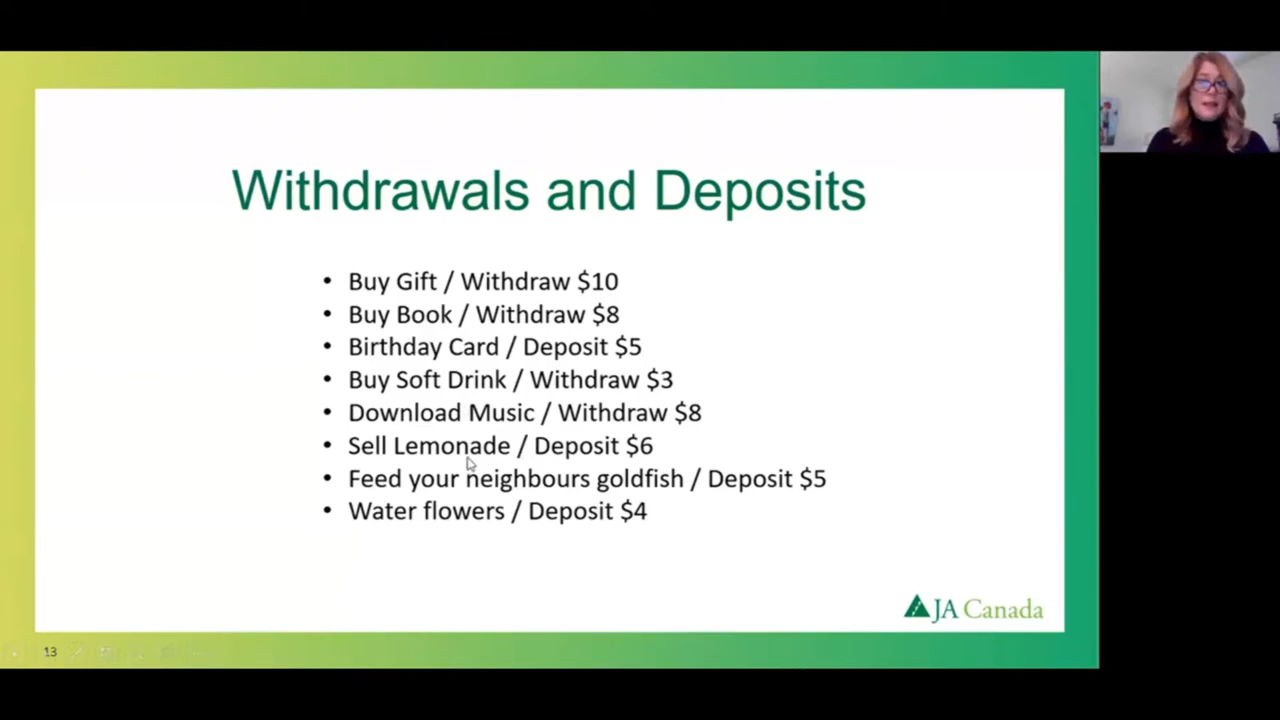 Withdrawals and Deposits
• Buy Gift / Withdraw $10
• Buy Book / Withdraw $8
• Birthday Card / Deposit $5
• Buy Soft Drink / Withdraw $3
• Download Music / Withdraw $8
• Sell Lemonade / Deposit $6
• Feed your neighbours goldfish / Deposit $5
• Water flowers / Deposit $4
JA Canada
13